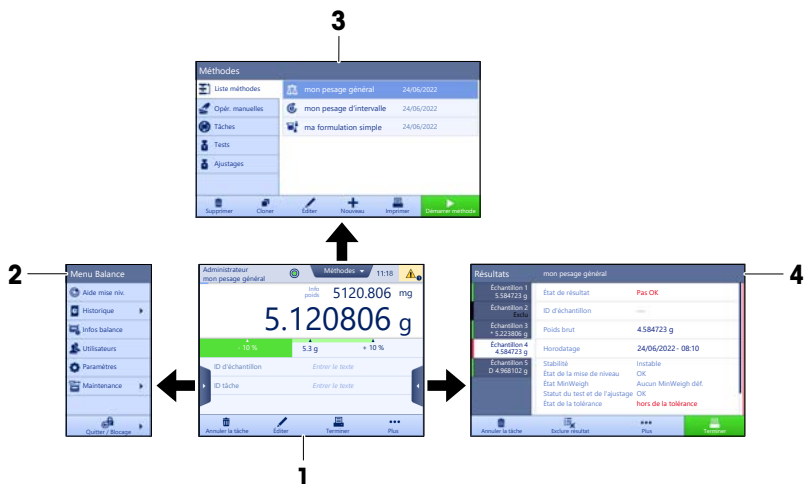 3
Méthodes
Liste méthodes
mon pesage général 24/06/2022
Opér. manuelles
mon pesage d'intervalle 24/06/2022
Tâches
ma formulation simple 24/06/2022
Tests
Ajustages
Supprimer Cloner Éditer Nouveau Imprimer Démarrer méthode
2
Menu Balance
Aide mise niv.
Historique
Infos balance
Utilisateurs
Paramètres
Maintenance
Quitter / Blocage
Administrateur
mon pesage général
Méthodes 11:18
Info
poids 5120.806 mg
5.120806 g
- 10 % 5.3 g + 10 %
ID d'échantillon Entrer le texte
ID tâche Entrer le texte
Annuler la tâche Éditer Terminer Plus
1
4
Résultats mon pesage général
Échantillon 1
5.584723 g
Échantillon 2
Exclu
Échantillon 3
* 5.223806 g
Échantillon 4
4.584723 g
Échantillon 5
D 4.968102 g
État de résultat Pas OK
ID d'échantillon
Poids brut 4.584723 g
Horodatage 24/06/2022- 08:10
Stabilité Instable
État de la mise de niveau OK
État MinWeigh Aucun MinWeigh déf.
Statut du test et de l'ajustage OK
État de la tolérance hors de la tolérance
Annuler la tâche Exclure résultat Plus Terminer